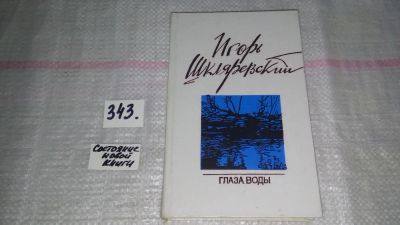 Игорь
Шкляревский
343.
Состояние
новой
книги
ГЛАЗА ВОДЫ